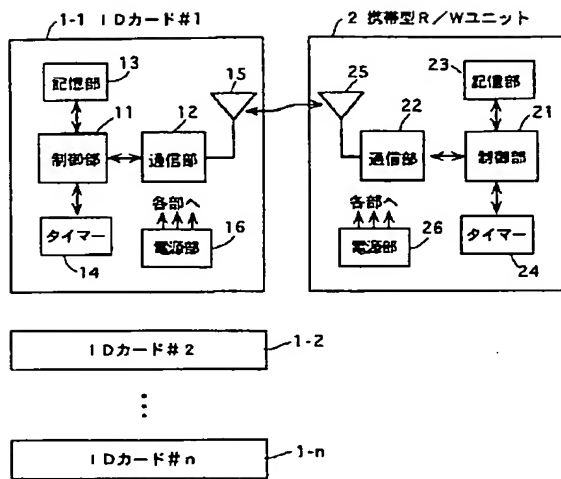 1-1 IDカード#1
13
記憶部
15
11
12
制御部
通信部
各部へ
タイマー
14
電源部
16
2 携帯型R/Wユニット
25
23
記憶部
22
21
通信部
制御部
各部へ
電源部
26
タイマー
24
IDカード#2
1-2
IDカード#n
1-n